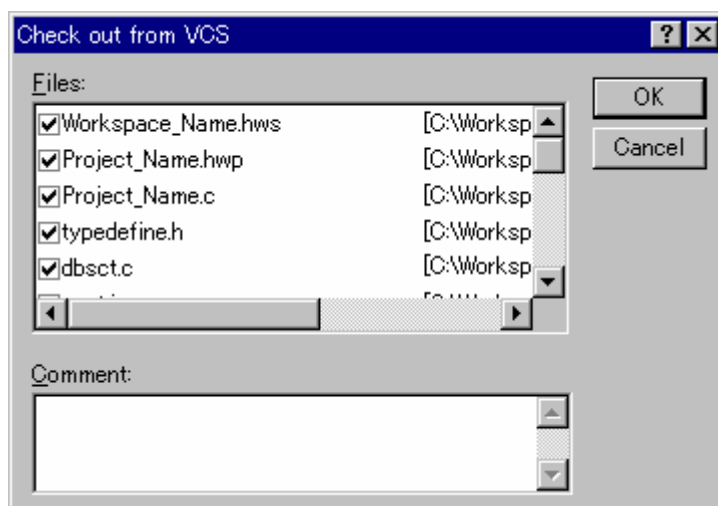 Check out from VCS
Files:
Workspace_Name.hws [C:\Worksp
Project_Name.hwp [C:\Worksp
Project_Name.c [C:\Worksp
typedefine.h [C:\Worksp
dbsct.c [C:\Worksp
OK
Cancel
Comment: